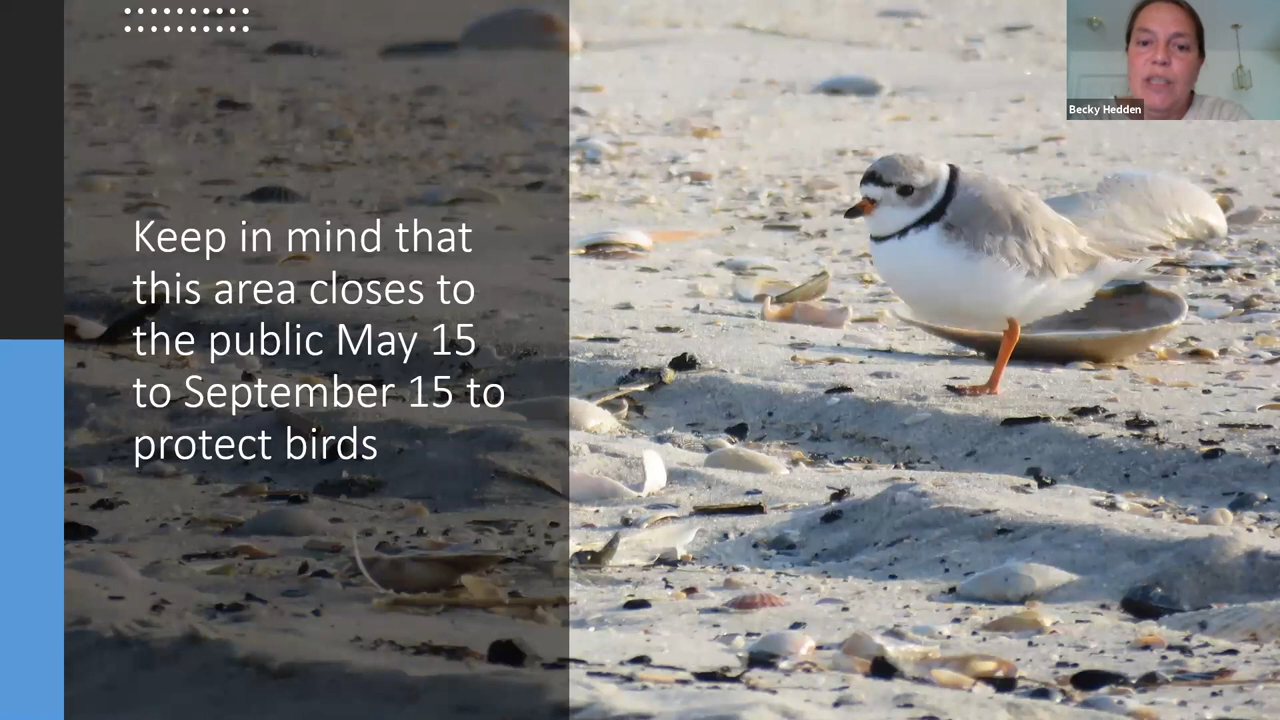 Becky Hedden
Keep in mind that
this area closes to
the public May 15
to September 15 to
protect birds